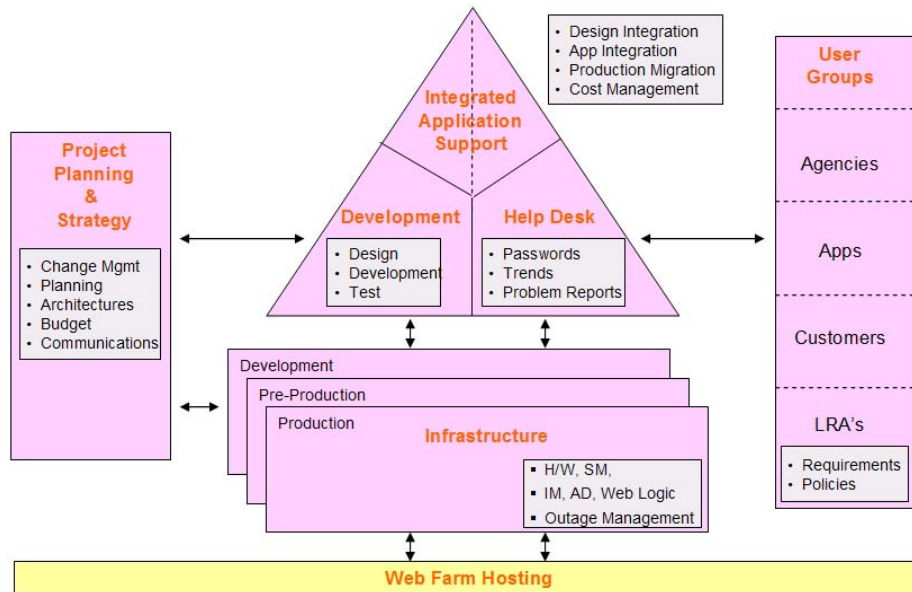 Project
Planning
&
Strategy
Change Mgmt
Planning
Architectures
Budget
Communications
Integrated
Application
Support
Design Integration
App Integration
Production Migration
Cost Management
Development
Design
Development
Test
Help Desk
Passwords
Trends
Problem Reports
Development
Pre-Production
Production
Infrastructure
H/W, SM,
IM, AD, Web Logic
Outage Management
User
Groups
Agencies
Apps
Customers
LRA's
Requirements
Policies
Web Farm Hosting